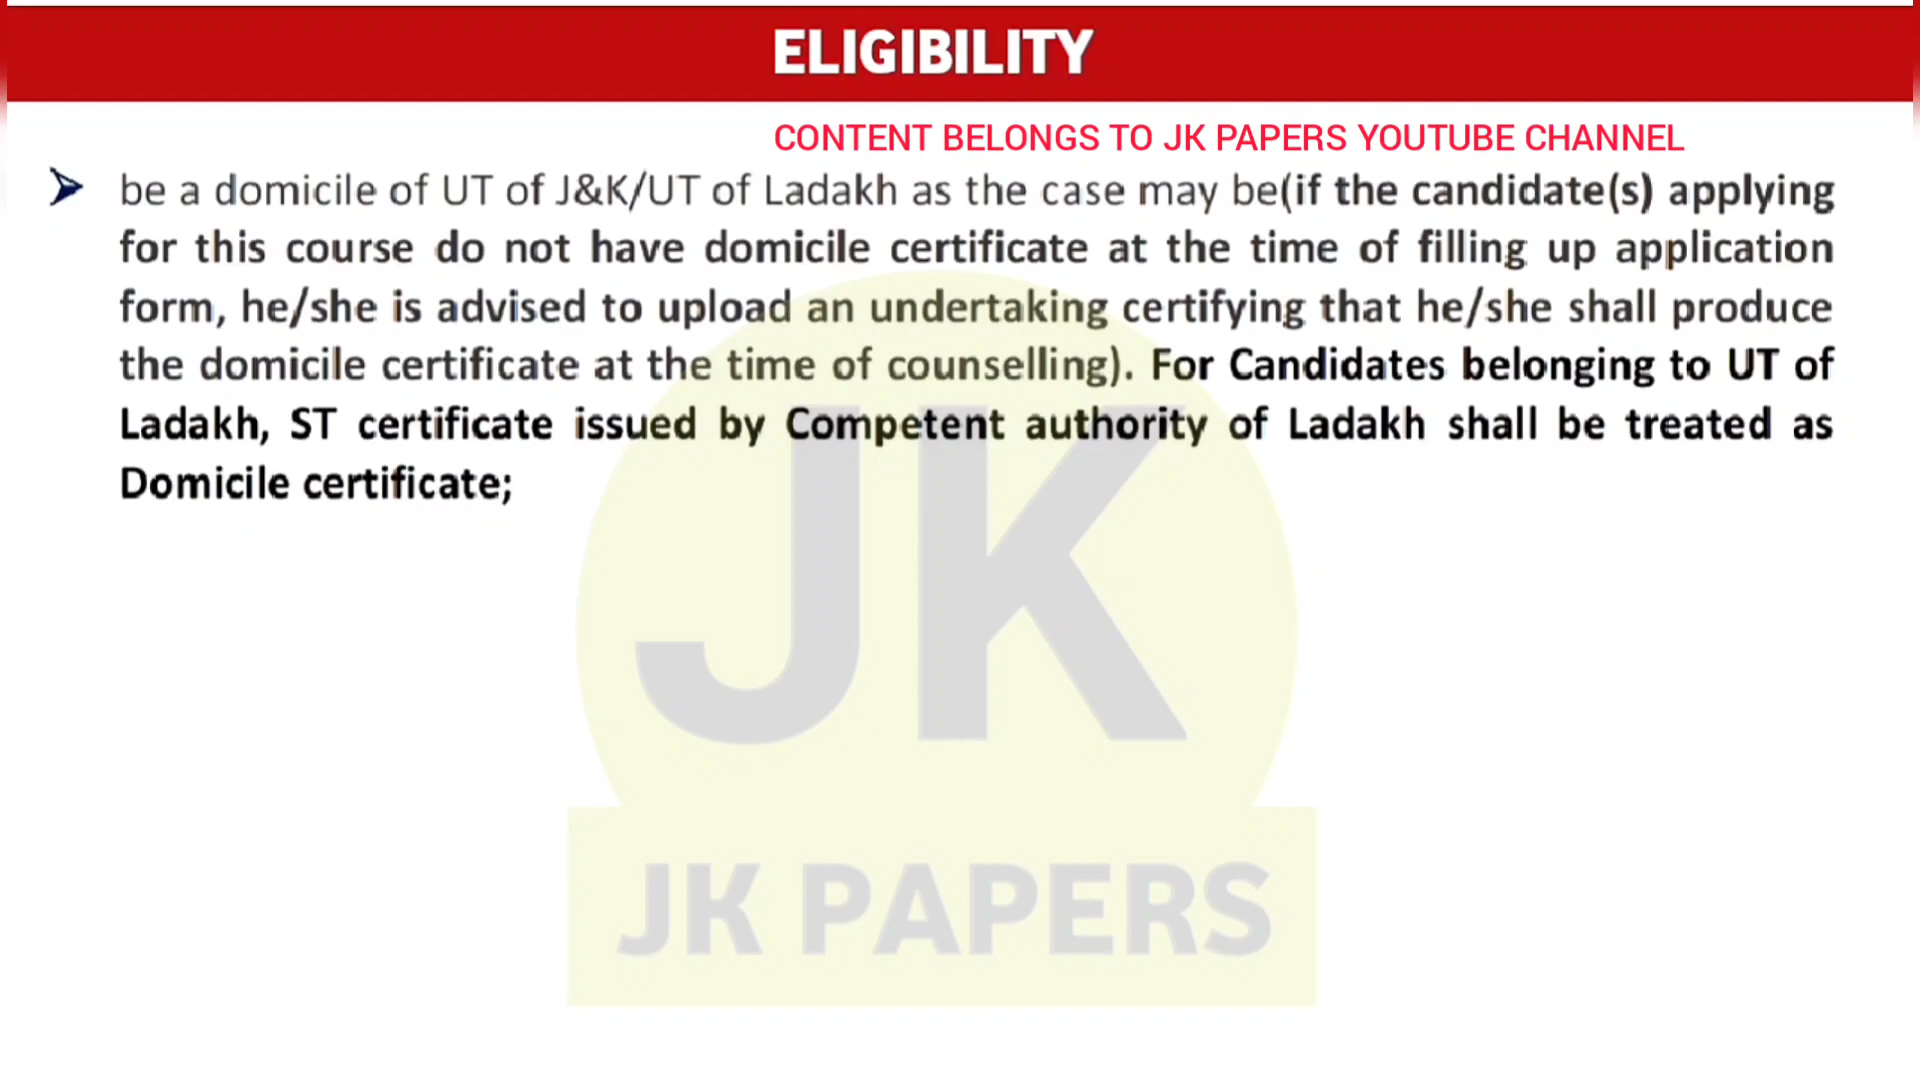 ELIGIBILITY
CONTENT BELONGS TO JK PAPERS YOUTUBE CHANNEL
➢ be a domicile of UT of J&K/UT of Ladakh as the case may be(if the candidate(s) applying
for this course do not have domicile certificate at the time of filling up application
form, he/she is advised to upload an undertaking certifying that he/she shall produce
the domicile certificate at the time of counselling). For Candidates belonging to UT of
Ladakh, ST certificate issued by Competent authority of Ladakh shall be treated as
Domicile certificate;
JK
JK PAPERS